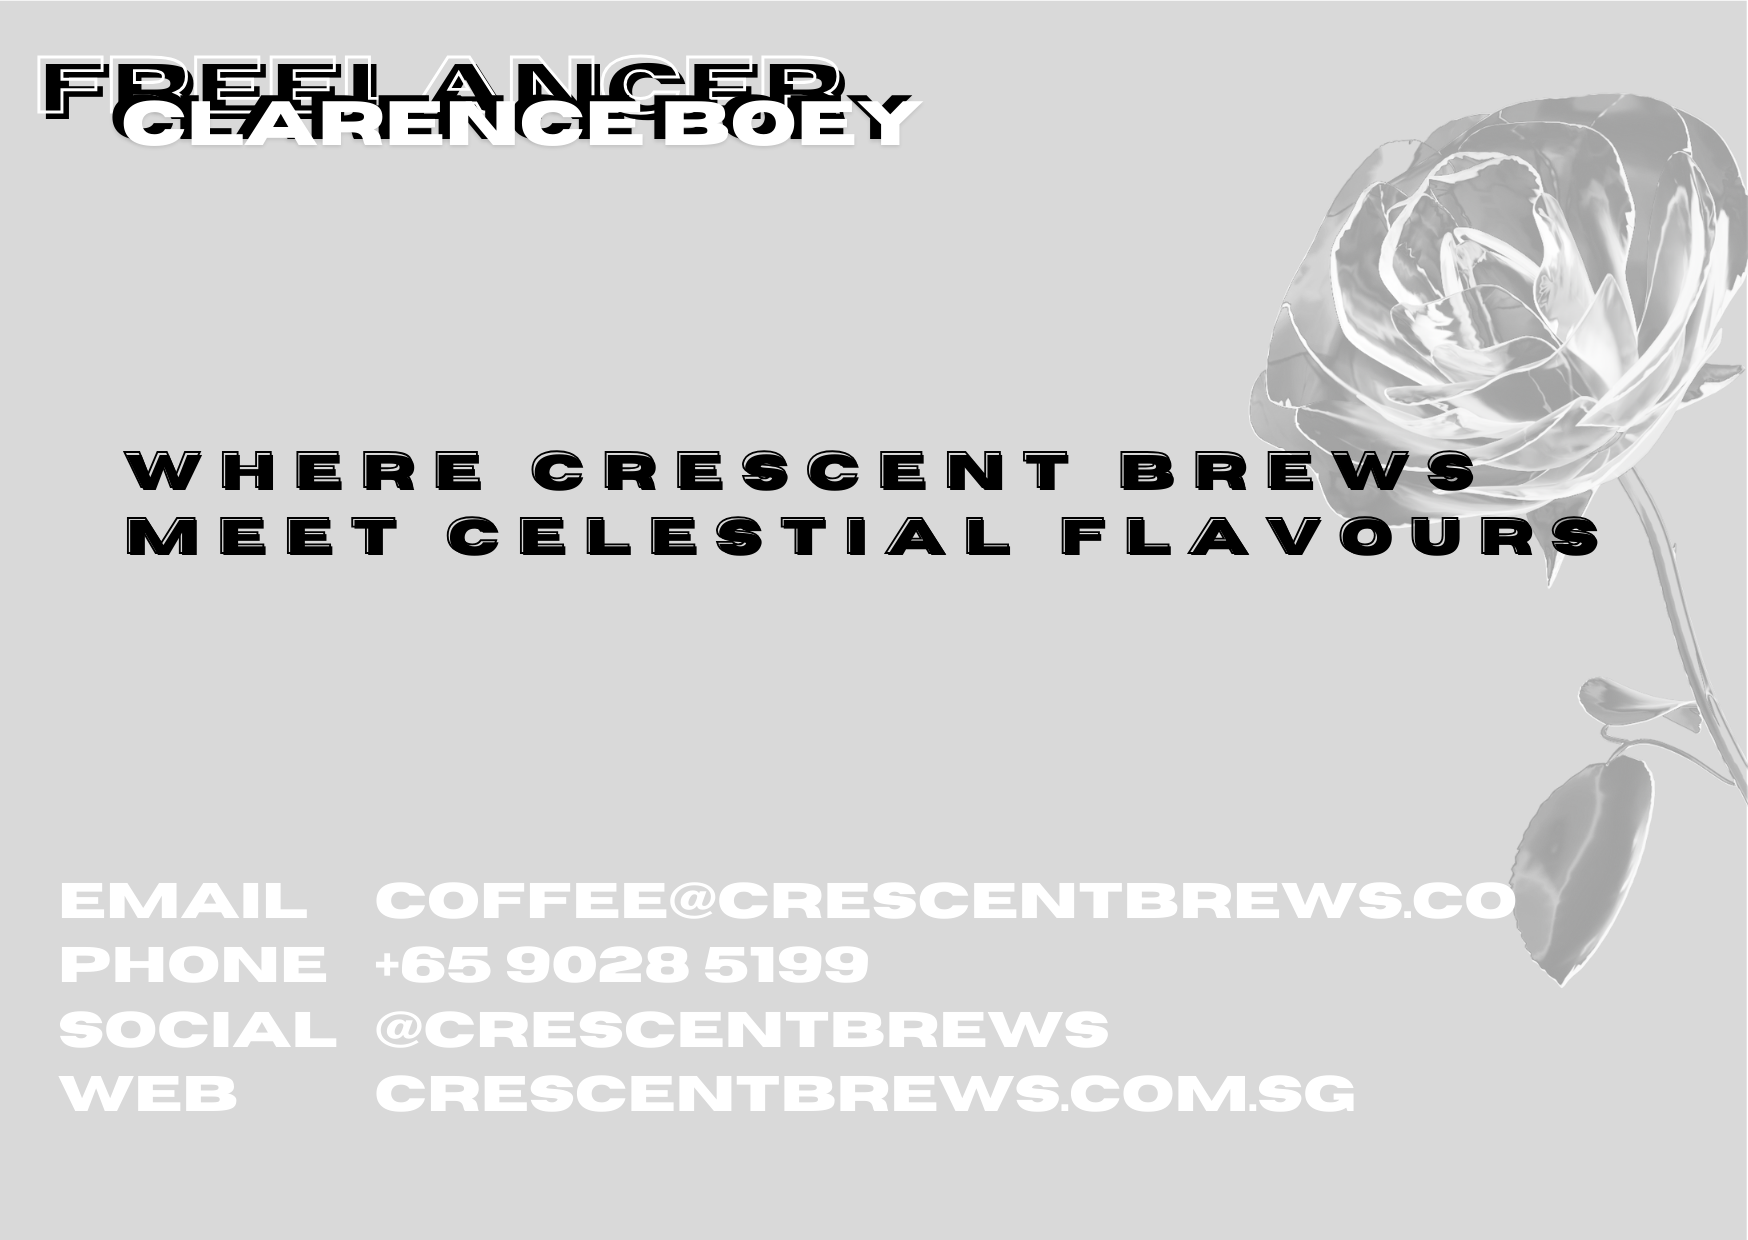 FREELANCER
CLARENCE BOEY
WHERE CRESCENT BREWS
MEET CELESTIAL FLAVOURS
EMAIL COFFEE@CRESCENTBREWS.CO
PHONE +65 9028 5199
SOCIAL @CRESCENTBREWS
WEB CRESCENTBREWS.COM.SG